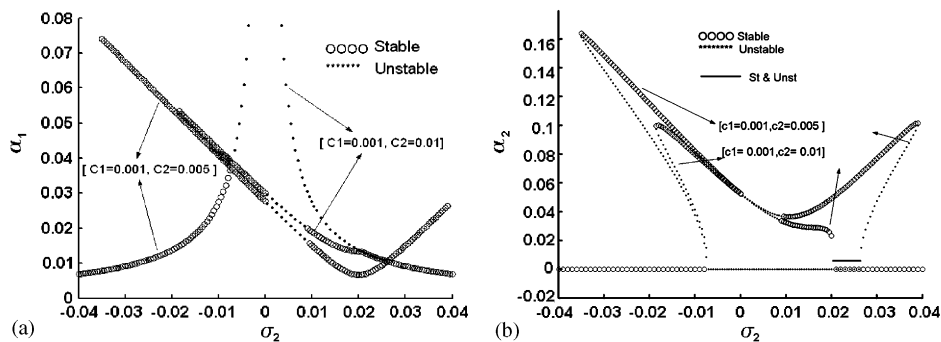 0.08
0.07
0.06
0.05
0.04
0.03
0.02
0.01
0
α₁
Stable
Unstable
[ C1=0.001, C2=0.01]
[ C1=0.001, C2=0.005 ]
-0.04 -0.03 -0.02 -0.01 0 0.01 0.02 0.03 0.04
(a)
σ₂
0.16
0.14
0.12
0.1
0.08
0.06
0.04
0.02
0
-0.02
α₂
Stable
Unstable
St & Unst
[c1=0.001,c2=0.005 ]
[c1= 0.001,c2= 0.01]
-0.04 -0.03 -0.02 -0.01 0 0.01 0.02 0.03 0.04
(b)
σ₂